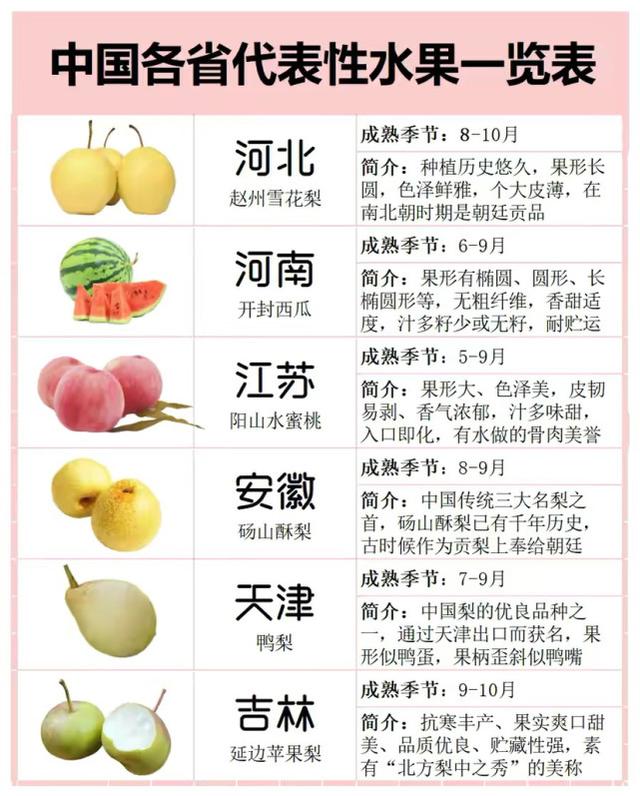 中国各省代表性水果一览表
河北
赵州雪花梨
成熟季节：8-10月
简介：种植历史悠久，果形长
圆，色泽鲜雅，个大皮薄，在
南北朝时期是朝廷贡品
河南
开封西瓜
成熟季节：6-9月
简介：果形有椭圆、圆形、长
椭圆形等，无粗纤维，香甜适
度，汁多籽少或无籽，耐贮运
江苏
阳山水蜜桃
成熟季节：5-9月
简介：果形大、色泽美，皮韧
易剥、香气浓郁，汁多味甜，
入口即化，有水做的骨肉美誉
安徽
砀山酥梨
成熟季节：8-9月
简介：中国传统三大名梨之
首，砀山酥梨已有千年历史，
古时候作为贡梨上奉给朝廷
天津
鸭梨
成熟季节：7-9月
简介：中国梨的优良品种之
一，通过天津出口而获名，果
形似鸭蛋，果柄歪斜似鸭嘴
吉林
延边苹果梨
成熟季节：9-10月
简介：抗寒丰产、果实爽口甜
美、品质优良、贮藏性强，素
有“北方梨中之秀”的美称